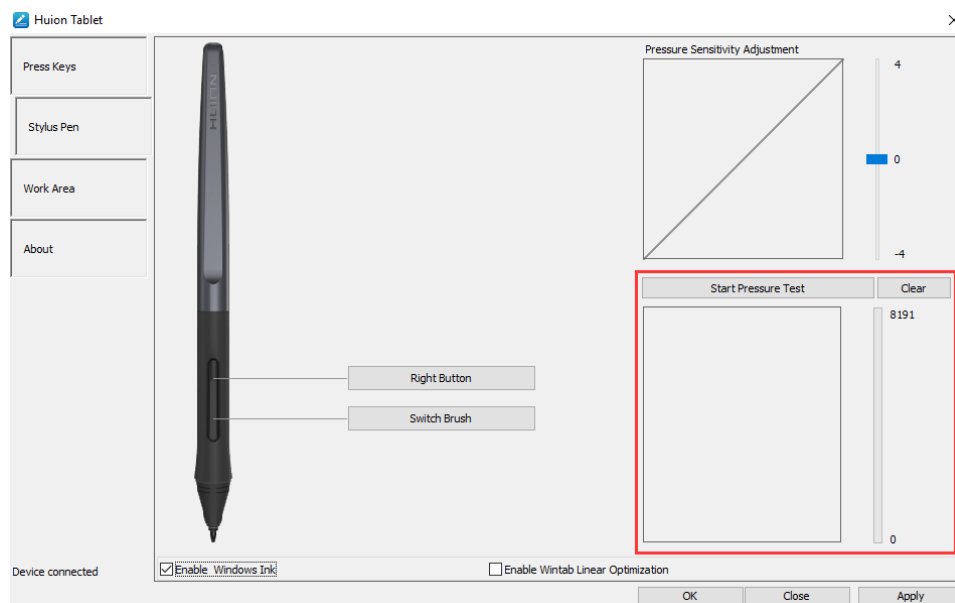 Huion Tablet
Press Keys
Stylus Pen
Work Area
About
Device connected
HUION
Right Button
Switch Brush
Pressure Sensitivity Adjustment
4
0
-4
Start Pressure Test
Clear
8191
0
Enable Windows Ink
Enable Wintab Linear Optimization
OK
Close
Apply